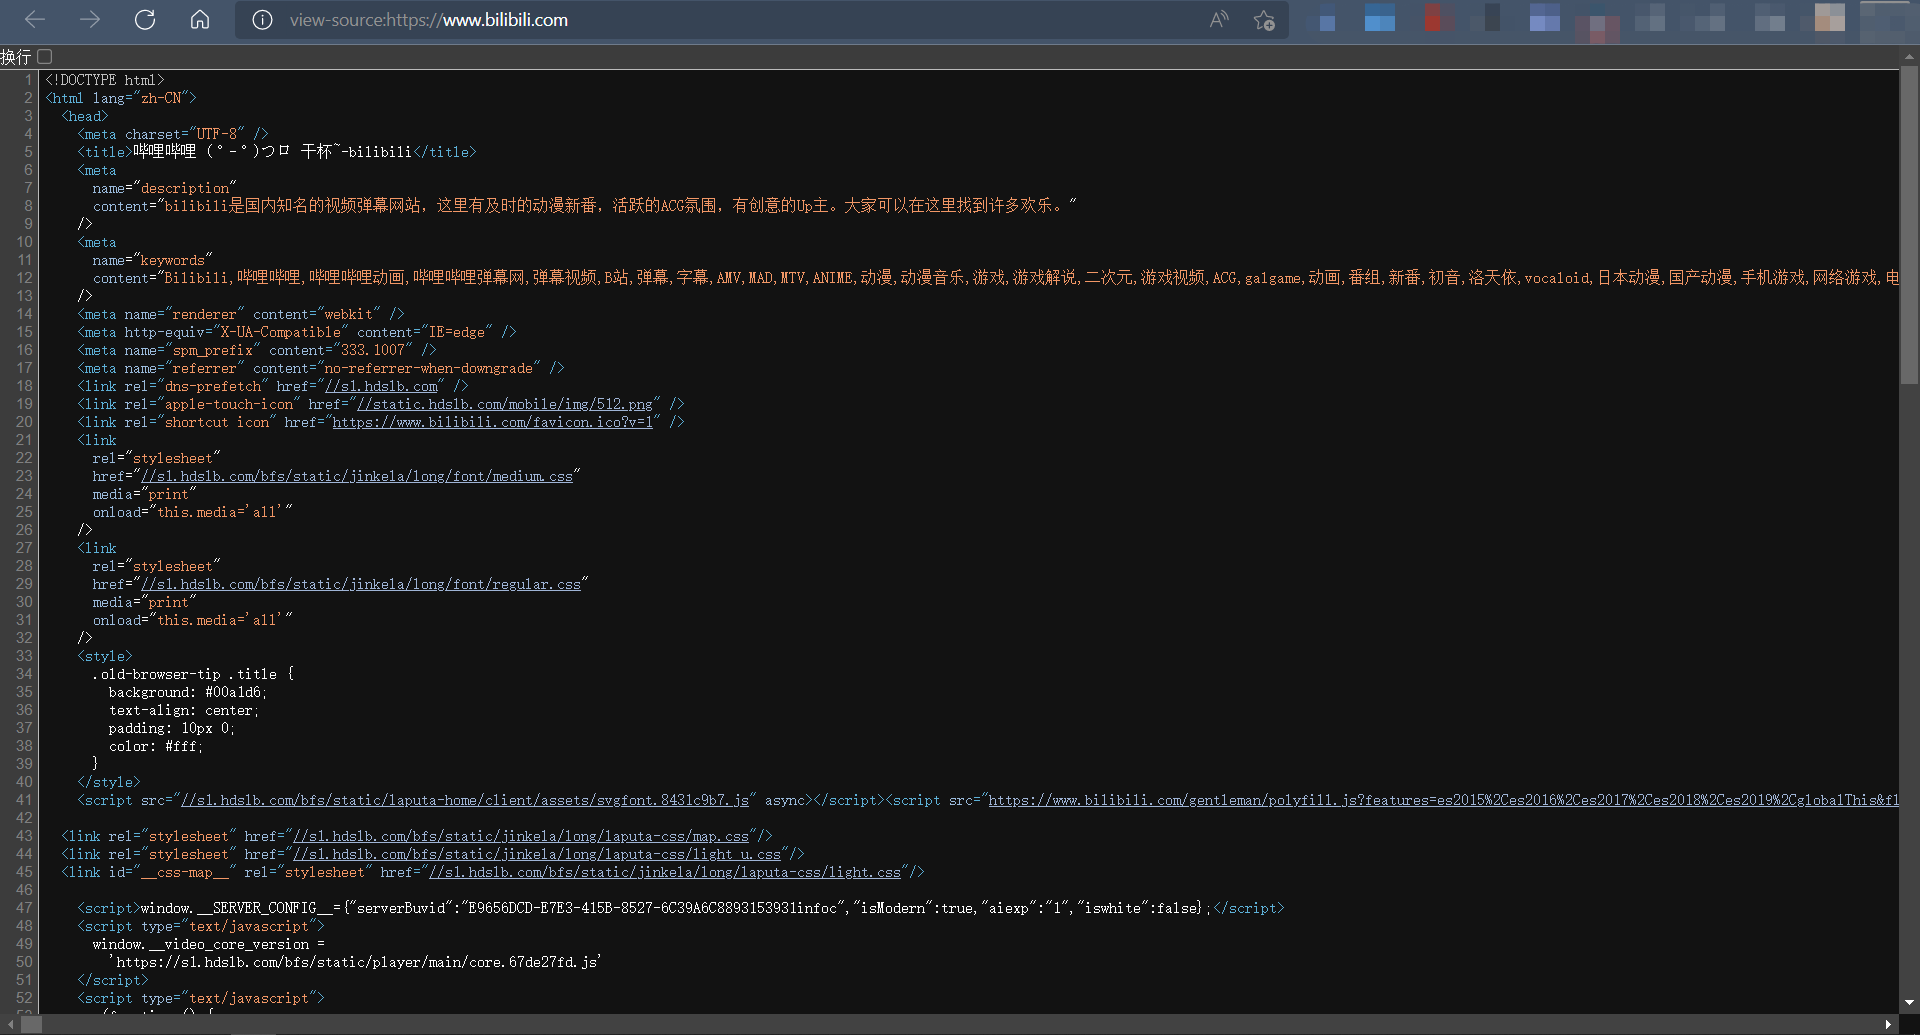 view-source:https://www.bilibili.com
换行
1 <!DOCTYPE html>
2 <html lang="zh-CN">
3 <head>
4 <meta charset="UTF-8" />
5 <title>哔哩哔哩 (゜-゜)つロ 干杯~-bilibili</title>
6 <meta
7 name="description"
8 content="bilibili是国内知名的视频弹幕网站，这里有及时的动漫新番，活跃的ACG氛围，有创意的Up主。大家可以在这里找到许多欢乐。"
9 />
10 <meta
11 name="keywords"
12 content="Bilibili,哔哩哔哩,哔哩哔哩动画,哔哩哔哩弹幕网,弹幕视频,B站,弹幕,字幕,AMV,MAD,MTV,ANIME,动漫,动漫音乐,游戏,游戏解说,二次元,游戏视频,ACG,galgame,动画,番组,新番,初音,洛天依,vocaloid,日本动漫,国产动漫,手机游戏,网络游戏,电
13 />
14 <meta name="renderer" content="webkit" />
15 <meta http-equiv="X-UA-Compatible" content="IE=edge" />
16 <meta name="spm_prefix" content="333.1007" />
17 <meta name="referrer" content="no-referrer-when-downgrade" />
18 <link rel="dns-prefetch" href="//s1.hdslb.com" />
19 <link rel="apple-touch-icon" href="//static.hdslb.com/mobile/img/512.png" />
20 <link rel="shortcut icon" href="https://www.bilibili.com/favicon.ico?v=1" />
21 <link
22 rel="stylesheet"
23 href="//s1.hdslb.com/bfs/static/jinkela/long/font/medium.css"
24 media="print"
25 onload="this.media='all'"
26 />
27 <link
28 rel="stylesheet"
29 href="//s1.hdslb.com/bfs/static/jinkela/long/font/regular.css"
30 media="print"
31 onload="this.media='all'"
32 />
33 <style>
34 .old-browser-tip .title {
35 background: #00a1d6;
36 text-align: center;
37 padding: 10px 0;
38 color: #fff;
39 }
40 </style>
41 <script src="//s1.hdslb.com/bfs/static/laputa-home/client/assets/svgfont.8431c9b7.js" async></script><script src="https://www.bilibili.com/gentleman/polyfill.js?features=es2015%2Ces2016%2Ces2017%2Ces2018%2Ces2019%2CglobalThis&fl
42
43 <link rel="stylesheet" href="//s1.hdslb.com/bfs/static/jinkela/long/laputa-css/map.css"/>
44 <link rel="stylesheet" href="//s1.hdslb.com/bfs/static/jinkela/long/laputa-css/light_u.css"/>
45 <link id="__css-map__" rel="stylesheet" href="//s1.hdslb.com/bfs/static/jinkela/long/laputa-css/light.css"/>
46
47 <script>window.__SERVER_CONFIG__={"serverBuvid":"E9656DCD-E7E3-415B-8527-6C39A6C8893153931infoc","isModern":true,"aiexp":"1","iswhite":false};</script>
48 <script type="text/javascript">
49 window.__video_core_version =
50 'https://s1.hdslb.com/bfs/static/player/main/core.67de27fd.js'
51 </script>
52 <script type="text/javascript">